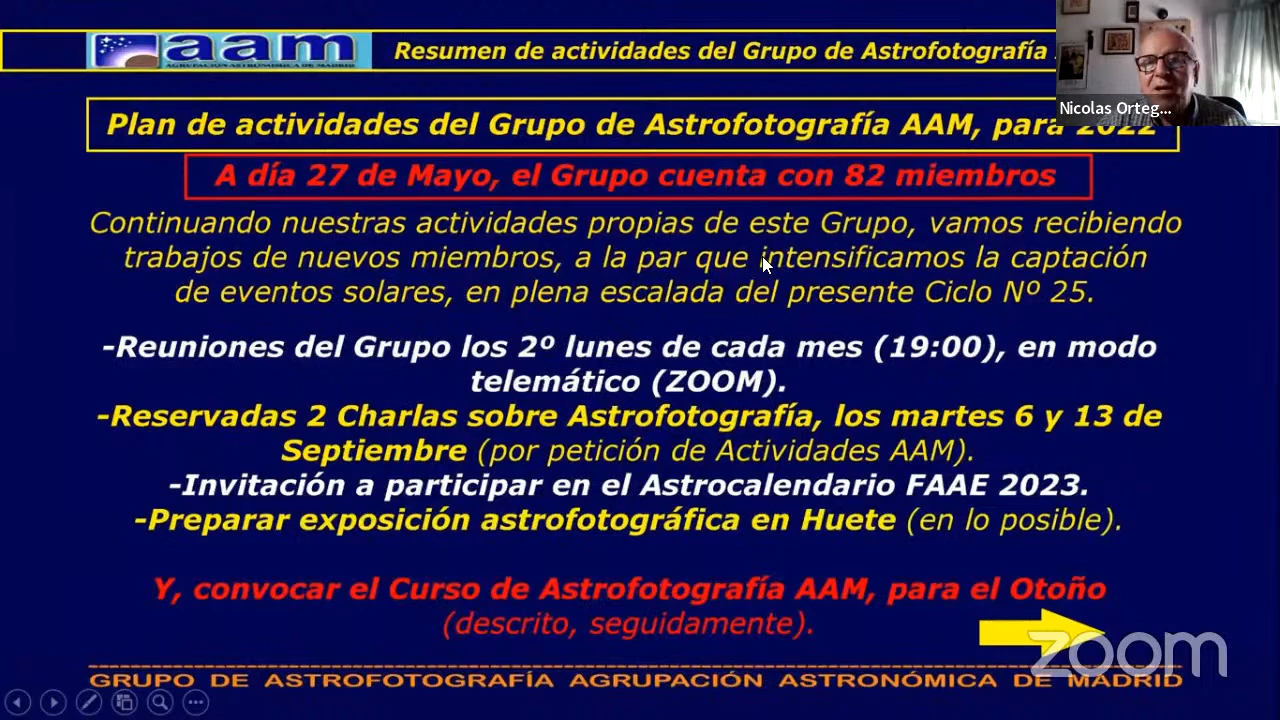 aam
AGRUPACIÓN ASTRONÓMICA DE MADRID
Resumen de actividades del Grupo de Astrofotografía
Nicolas Orteg...
Plan de actividades del Grupo de Astrofotografía AAM, para 2022
A día 27 de Mayo, el Grupo cuenta con 82 miembros
Continuando nuestras actividades propias de este Grupo, vamos recibiendo
trabajos de nuevos miembros, a la par que intensificamos la captación
de eventos solares, en plena escalada del presente Ciclo Nº 25.
-Reuniones del Grupo los 2º lunes de cada mes (19:00), en modo
telemático (ZOOM).
-Reservadas 2 Charlas sobre Astrofotografía, los martes 6 y 13 de
Septiembre (por petición de Actividades AAM).
-Invitación a participar en el Astrocalendario FAAE 2023.
-Preparar exposición astrofotográfica en Huete (en lo posible).
Y, convocar el Curso de Astrofotografía AAM, para el Otoño
(descrito, seguidamente).
zoom
GRUPO DE ASTROFOTOGRAFÍA AGRUPACIÓN ASTRONÓMICA DE MADRID